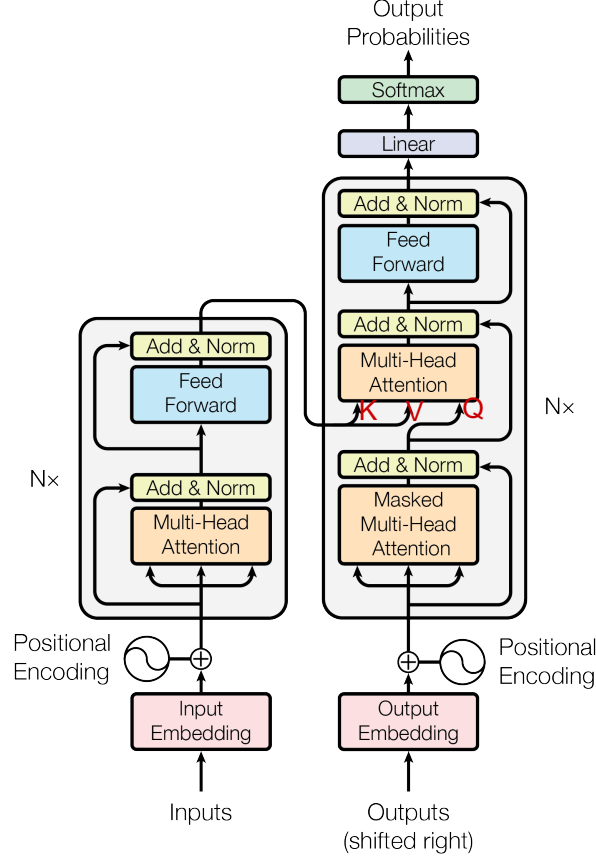 Output
Probabilities
Softmax
Linear
Add & Norm
Feed
Forward
Add & Norm
Multi-Head
Attention
K V Q
Nx
Add & Norm
Masked
Multi-Head
Attention
Add & Norm
Feed
Forward
Nx
Add & Norm
Multi-Head
Attention
Positional
Encoding
Positional
Encoding
Input
Embedding
Output
Embedding
Inputs
Outputs
(shifted right)